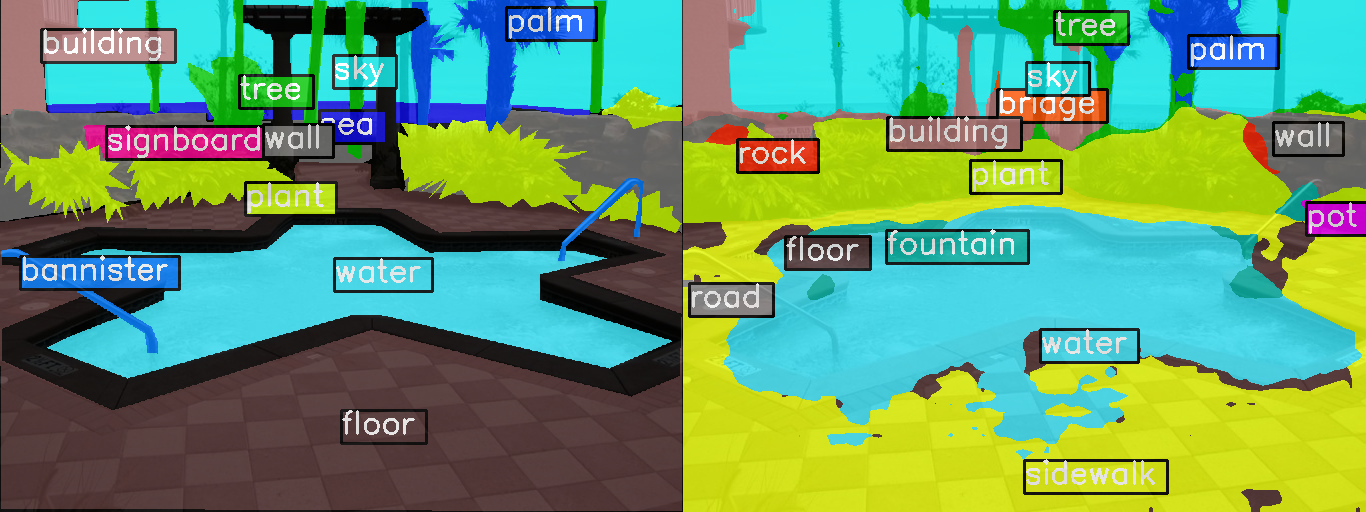 building
palm
sky
tree
sea
signboard
wall
plant
bannister
water
floor
tree
palm
sky
bridge
building
wall
rock
plant
pot
floor
fountain
road
water
sidewalk